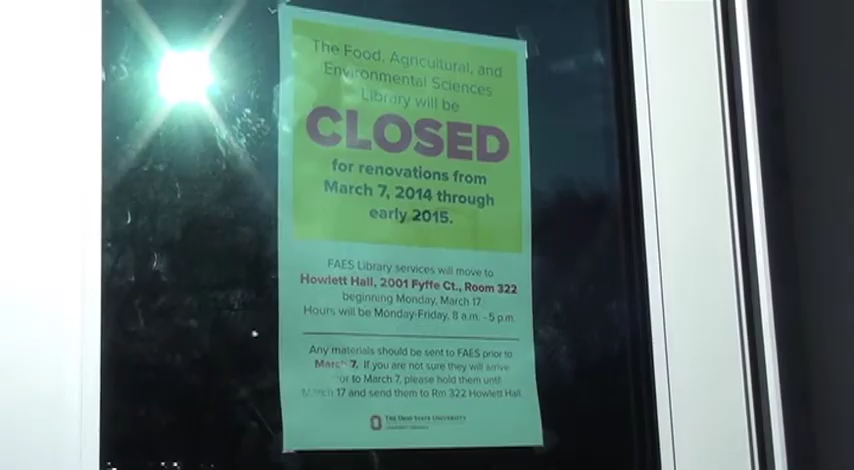 The Food, Agricultural, and
Environmental Sciences
Library will be
CLOSED
for renovations from
March 7, 2014 through
early 2015.
FAES Library services will move to
Howlett Hall, 2001 Fyffe Ct., Room 322
beginning Monday, March 17
Hours will be Monday-Friday, 8 a.m. - 5 p.m.
Any materials should be sent to FAES prior to
March 7. If you are not sure they will arrive
to March 7, please hold them until
March 17 and send them to Rm 322 Howlett Hall.
THE OHIO STATE UNIVERSITY